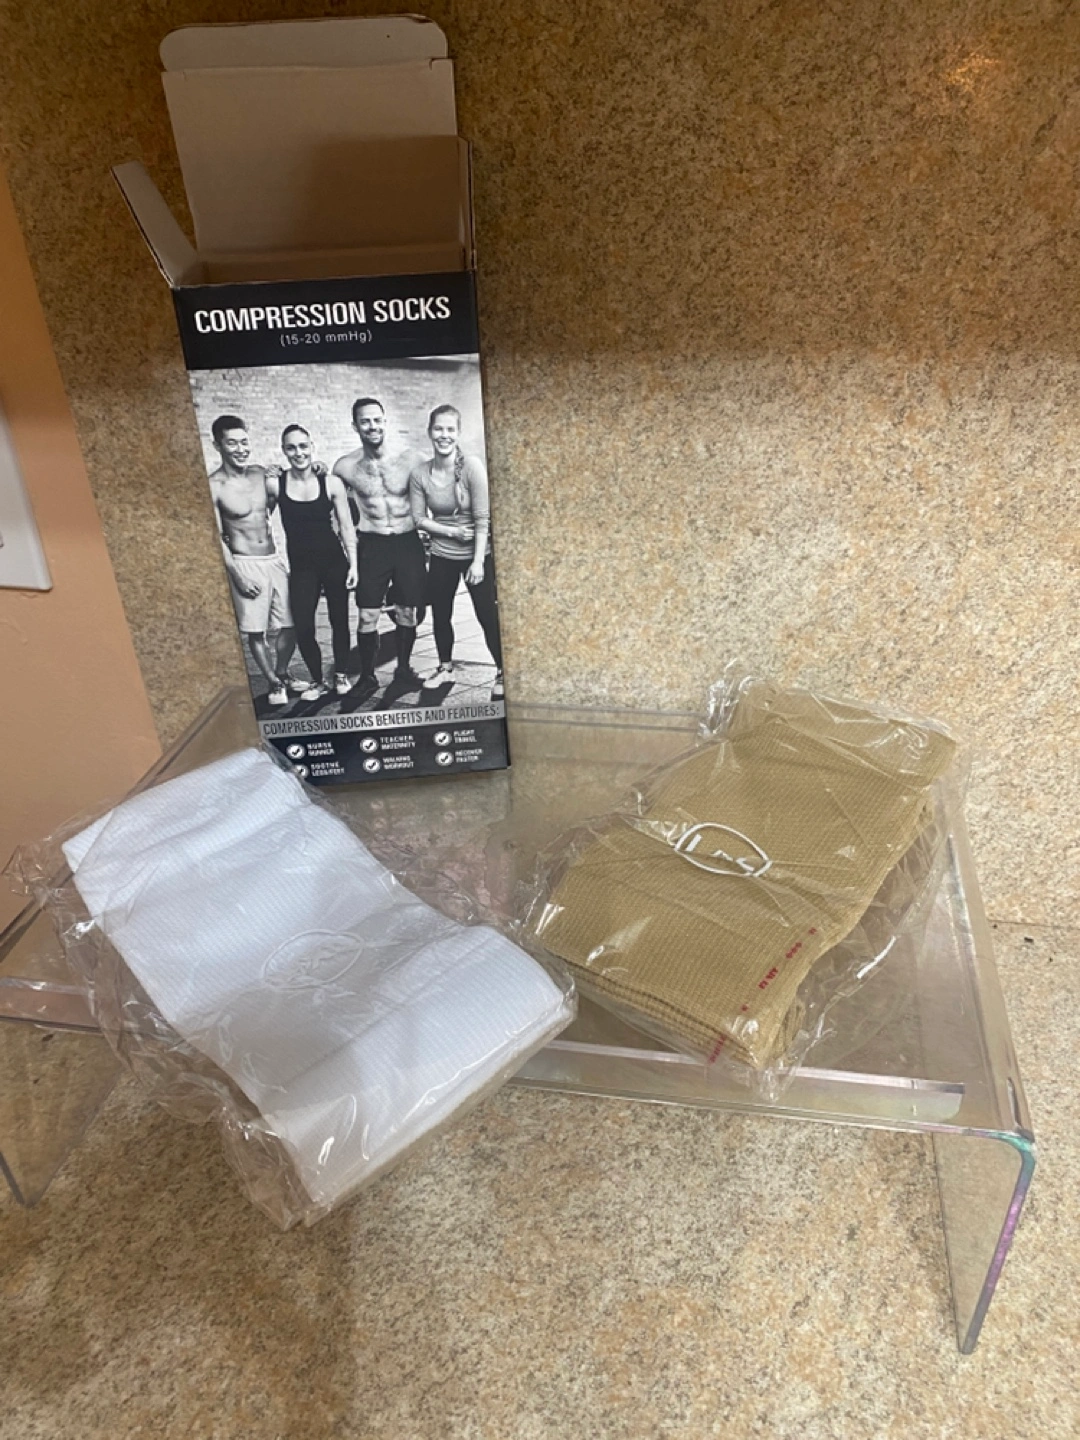 COMPRESSION SOCKS
(15-20 mmHg)
COMPRESSION SOCKS BENEFITS AND FEATURES:
NURSE
RUNNER
TEACHER
MATERNITY
FLIGHT
TRAVEL
SOOTHE
LEGS/FEET
WALKING
WORKOUT
RECOVER
FASTER